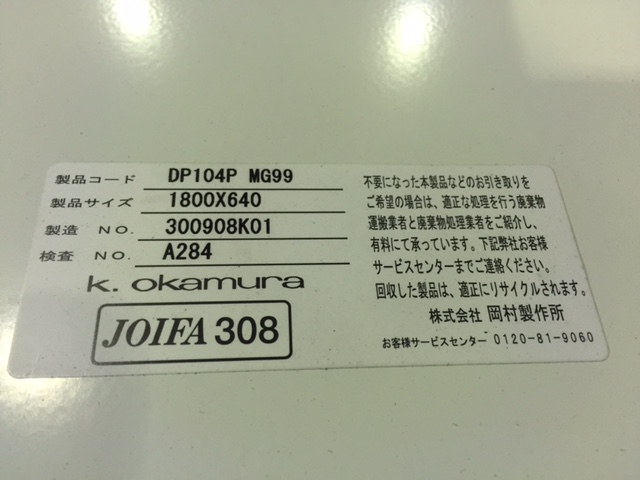 製品コード DP104P MG99
製品サイズ 1800X640
製造 NO. 300908K01
検査 NO. A284
k. okamura
JOIFA 308
不要になった本製品などのお引き取りを
ご希望の場合は、適正な処理を行う廃棄物
運搬業者と廃棄物処理業者をご紹介し、
有料にて承っています。下記弊社お客様
サービスセンターまでご連絡ください。
回収した製品は、適正にリサイクルされます。
株式会社 岡村製作所
お客様サービスセンター 0120-81-9060